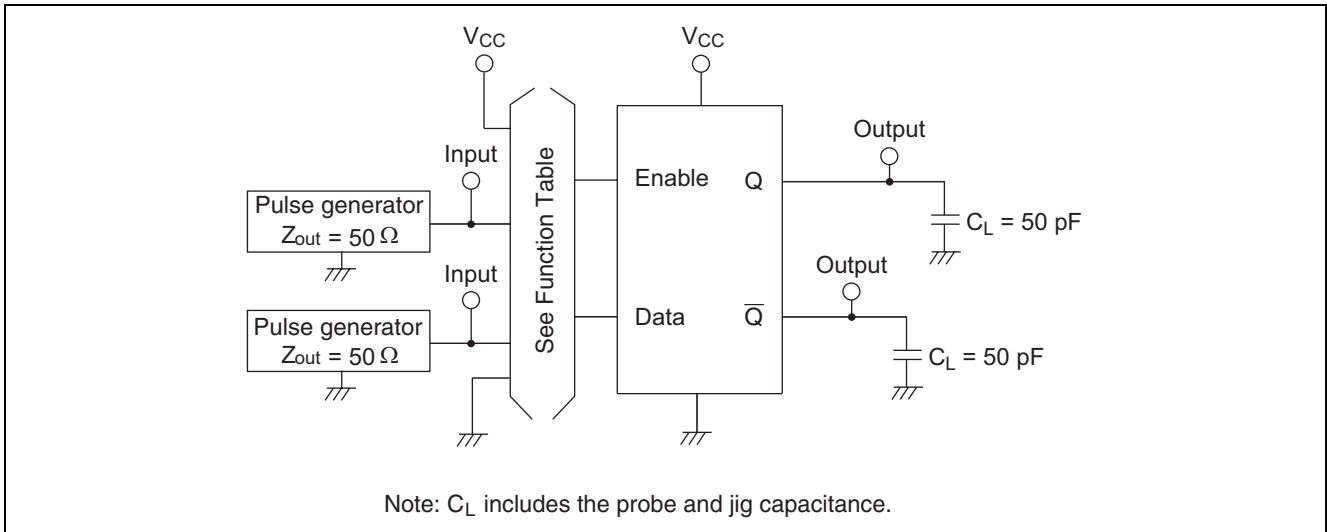 VCC
VCC
Output
Input
See Function Table
Enable
Q
Pulse generator
Zout = 50 Ω
CL = 50 pF
Input
Output
Data
Q̅
Pulse generator
Zout = 50 Ω
CL = 50 pF
Note: CL includes the probe and jig capacitance.